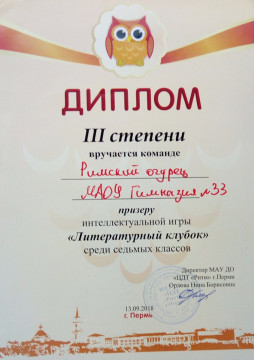 ДИПЛОМ
III степени
вручается команде
Римский огурец
МАОУ Гимназия №33
призеру
интеллектуальной игры
«Литературный клубок»
среди седьмых классов
Директор МАУ ДО
«ЦДТ «Ритм» г.Перми
Орлова Нина Борисовна
13.09.2018
г. Пермь